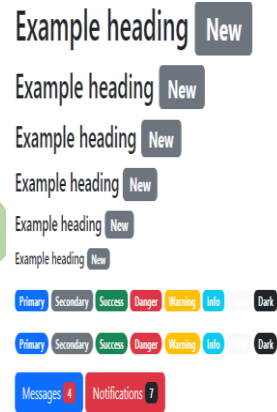 Example heading New
Example heading New
Example heading New
Example heading New
Example heading New
Example heading New
Primary Secondary Success Danger Warning Info Dark
Primary Secondary Success Danger Warning Info Dark
Messages 4 Notifications 7